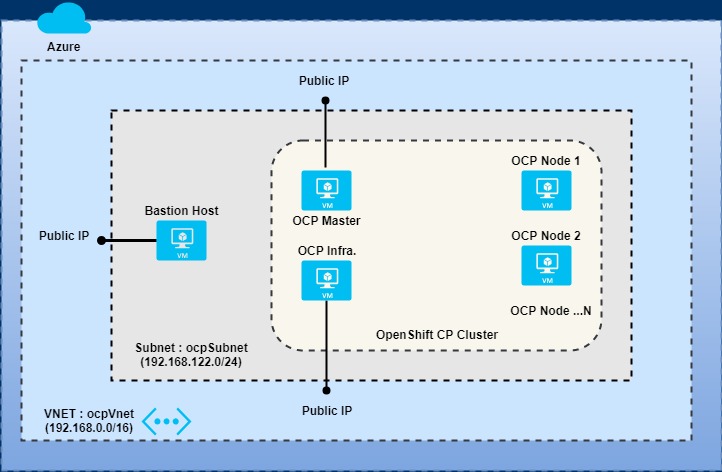 Azure
Public IP
OCP Node 1
VM
VM
OCP Master
Bastion Host
Public IP
VM
OCP Infra.
VM
OCP Node 2
VM
OCP Node ...N
OpenShift CP Cluster
Subnet : ocpSubnet
(192.168.122.0/24)
Public IP
VNET : ocpVnet
(192.168.0.0/16)